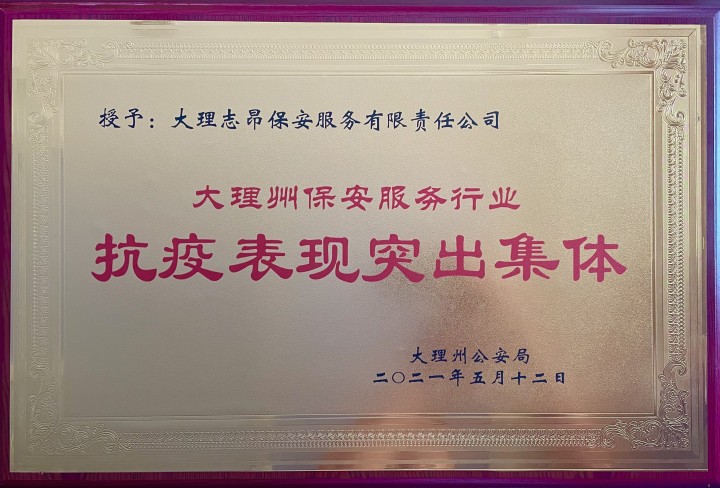 授予：大理志昂保安服务有限责任公司
大理州保安服务行业
抗疫表现突出集体
大理州公安局
二〇二一年五月十二日